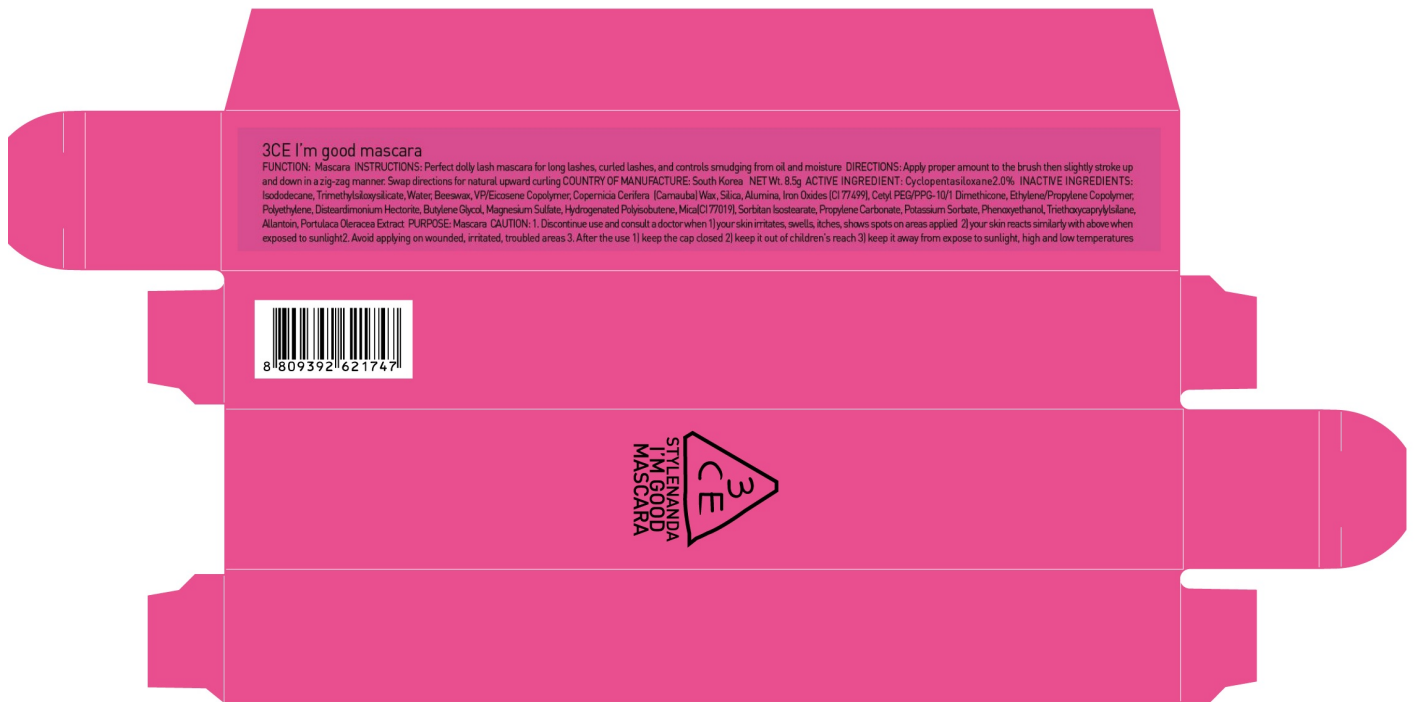 3CE I'm good mascara
FUNCTION: Mascara INSTRUCTIONS: Perfect dolly lash mascara for long lashes, curled lashes, and controls smudging from oil and moisture DIRECTIONS: Apply proper amount to the brush then slightly stroke up
and down in a zig-zag manner. Swap directions for natural upward curling COUNTRY OF MANUFACTURE: South Korea NET Wt. 8.5g ACTIVE INGREDIENT: Cyclopentasiloxane2.0% INACTIVE INGREDIENTS:
Isododecane, Trimethylsiloxysilicate, Water, Beeswax, VP/Eicosene Copolymer, Copernicia Cerifera (Carnauba) Wax, Silica, Alumina, Iron Oxides (CI 77499), Cetyl PEG/PPG-10/1 Dimethicone, Ethylene/Propylene Copolymer,
Polyethylene, Disteardimonium Hectorite, Butylene Glycol, Magnesium Sulfate, Hydrogenated Polyisobutene, Mica(CI 77019), Sorbitan Isostearate, Propylene Carbonate, Potassium Sorbate, Phenoxyethanol, Triethoxycaprylylsilane,
Allantoin, Portulaca Oleracea Extract PURPOSE: Mascara CAUTION: 1. Discontinue use and consult a doctor when 1) your skin irritates, swells, itches, shows spots on areas applied 2) your skin reacts similarly with above when
exposed to sunlight2. Avoid applying on wounded, irritated, troubled areas 3. After the use 1) keep the cap closed 2) keep it out of children's reach 3) keep it away from expose to sunlight, high and low temperatures
8 809392 621747
3
CE
STYLENANDA
I'M GOOD
MASCARA